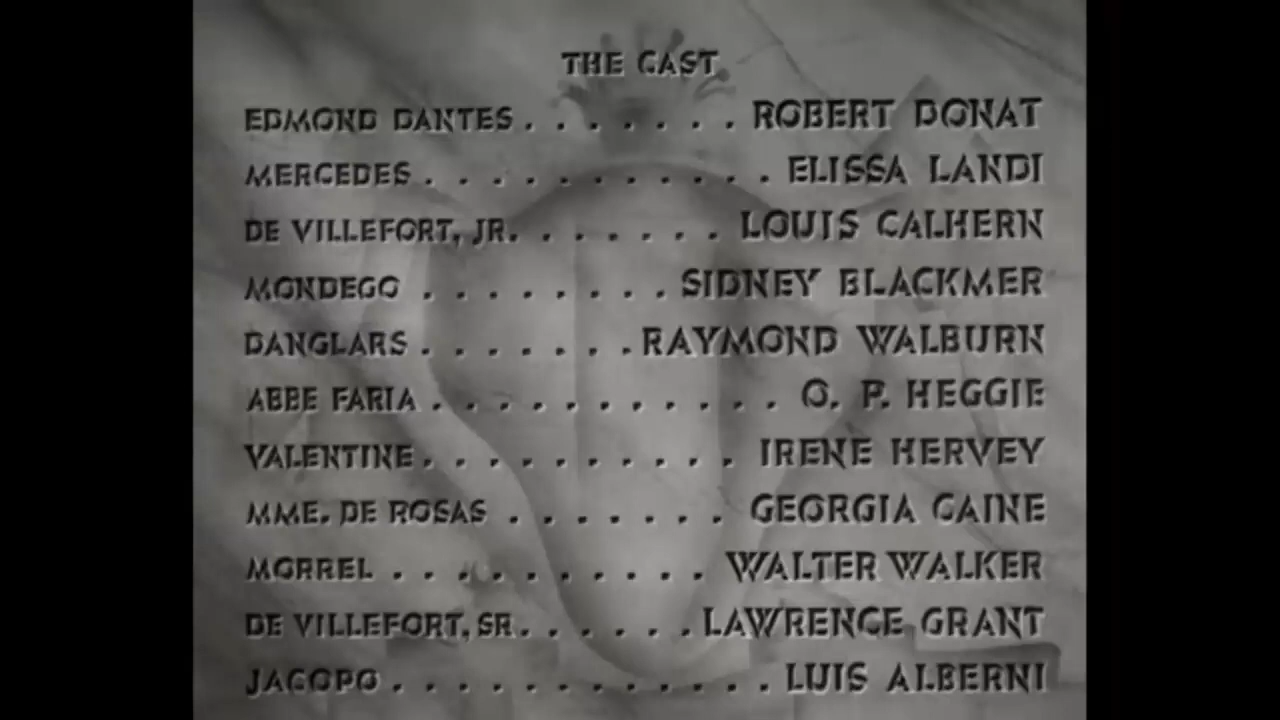 THE CAST
EDMOND DANTES . . . . . . . ROBERT DONAT
MERCEDES . . . . . . . . . . . ELISSA LANDI
DE VILLEFORT, JR. . . . . . . LOUIS CALHERN
MONDEGO . . . . . . . . SIDNEY BLACKMER
DANGLARS . . . . . . . RAYMOND WALBURN
ABBE FARIA . . . . . . . . . . . O. P. HEGGIE
VALENTINE . . . . . . . . . . IRENE HERVEY
MME. DE ROSAS . . . . . . . GEORGIA CAINE
MORREL . . . . . . . . . . WALTER WALKER
DE VILLEFORT, SR. . . . . . LAWRENCE GRANT
JACOPO . . . . . . . . . . . . LUIS ALBERNI